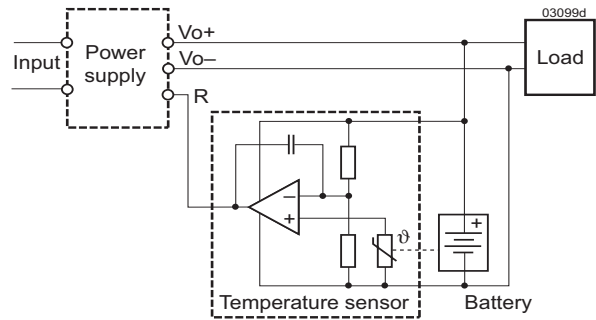 03099d
Vo+
Input
Power
supply
Load
Vo–
R
–
+
ϑ
+
Temperature sensor
Battery